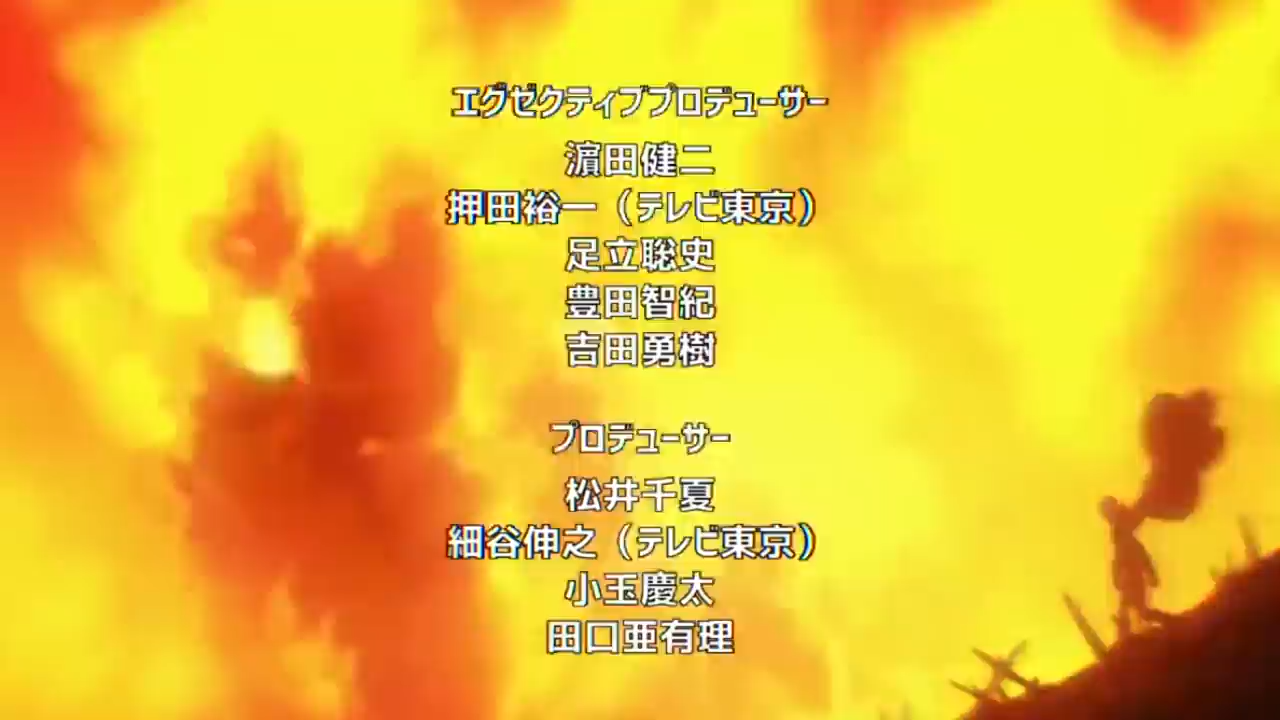 エグゼクティブプロデューサー
濵田健二
押田裕一（テレビ東京）
足立聡史
豊田智紀
吉田勇樹
プロデューサー
松井千夏
細谷伸之（テレビ東京）
小玉慶太
田口亜有理